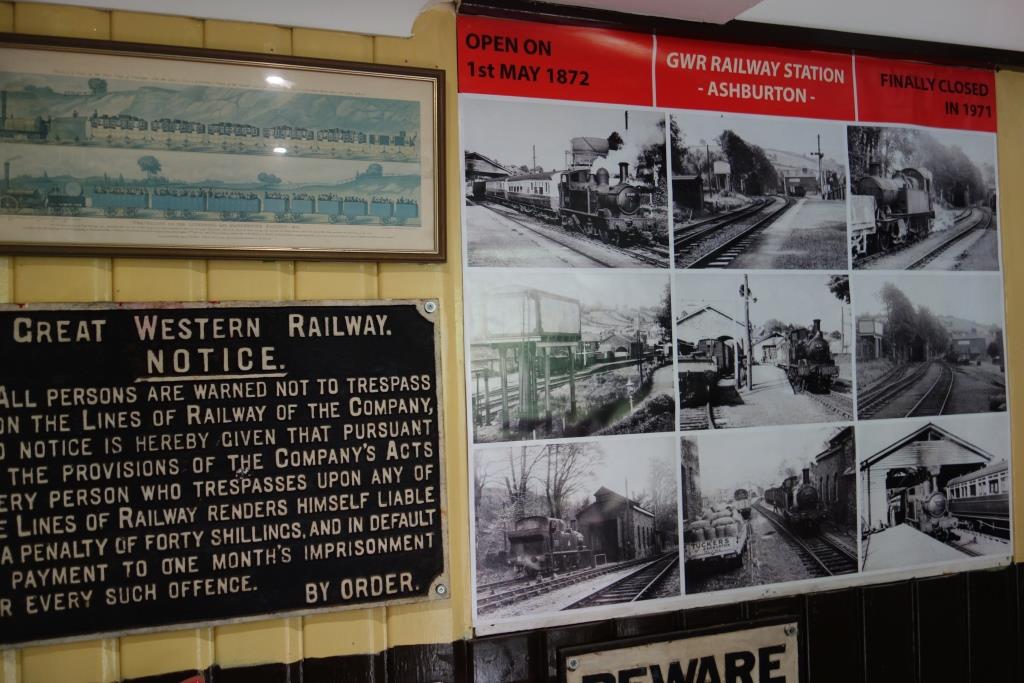 GREAT WESTERN RAILWAY.
NOTICE.
ALL PERSONS ARE WARNED NOT TO TRESPASS
ON THE LINES OF RAILWAY OF THE COMPANY,
D NOTICE IS HEREBY GIVEN THAT PURSUANT
THE PROVISIONS OF THE COMPANY'S ACTS
ERY PERSON WHO TRESPASSES UPON ANY OF
E LINES OF RAILWAY RENDERS HIMSELF LIABLE
A PENALTY OF FORTY SHILLINGS, AND IN DEFAULT
PAYMENT TO ONE MONTH'S IMPRISONMENT
R EVERY SUCH OFFENCE. BY ORDER.
OPEN ON
1st MAY 1872
GWR RAILWAY STATION
- ASHBURTON -
FINALLY CLOSED
IN 1971
TUCKERS
BEWARE